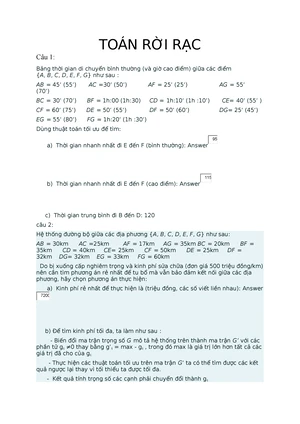 TOÁN RỜI RẠC
Câu 1:
Bảng thời gian di chuyển bình thường (và giờ cao điểm) giữa các điểm
{A, B, C, D, E, F, G} như sau :
AB = 45' (55') AC =30' (50') AF = 25' (25') AG = 55'
(70')
BC = 30' (70') BF = 1h:00 (1h:30) CD = 1h:10' (1h :10') CE= 40' (55' )
CF = 60' (75') DE = 50' (55') DF = 50' (60') DG= 25' (45')
EG = 55' (80') FG = 1h:20' (1h :30')
Dùng thuật toán tối ưu để tìm:
a) Thời gian nhanh nhất đi E đến F (bình thường): Answer
95
b) Thời gian nhanh nhất đi E đến F (cao điểm): Answer
115
c) Thời gian trung bình đi B đến D: 120
câu 2:
Hệ thống đường bộ giữa các địa phương {A, B, C, D, E, F, G} như sau:
AB = 30km AC =25km AF = 17km AG = 35km BC = 20km BF =
35km CD = 40km CE= 25km CF = 50km DE = 25km DF =
32km DG= 32km EG = 33km FG = 60km
Do bị xuống cấp nghiêm trọng và kinh phí sửa chữa (đơn giá 500 triệu đồng/km)
nên cần tìm phương án rẻ nhất để tu bổ mà vẫn bảo đảm kết nối giữa các địa
phương, hãy chọn phương án thực hiện:
a) Kinh phí rẻ nhất để thực hiện là (triệu đồng, các số viết liền nhau): Answer
7200
b) Để tìm kinh phí tối đa, ta làm như sau :
- Biến đổi ma trận trọng số G mô tả hệ thống trên thành ma trận G' với các
phần tử gᵢ ≠0 thay bằng g'ᵢ = max - gᵢ , trong đó max là giá trị lớn hơn tất cả các
giá trị đã cho của gᵢ
- Thực hiện các thuật toán tối ưu trên ma trận G' ta có thể tìm được các kết
quả ngược lại thay vì tối thiểu ta được tối đa.
- Kết quả tính trọng số các cạnh phải chuyển đổi thành gᵢ